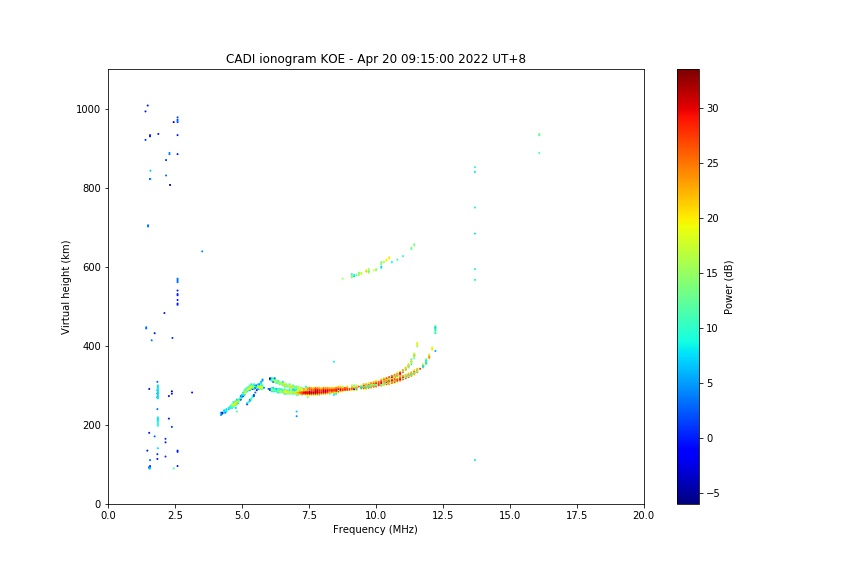 CADI ionogram KOE - Apr 20 09:15:00 2022 UT+8
1000
800
600
400
200
0
Virtual height (km)
0.0 2.5 5.0 7.5 10.0 12.5 15.0 17.5 20.0
Frequency (MHz)
30
25
20
15
10
5
0
−5
Power (dB)